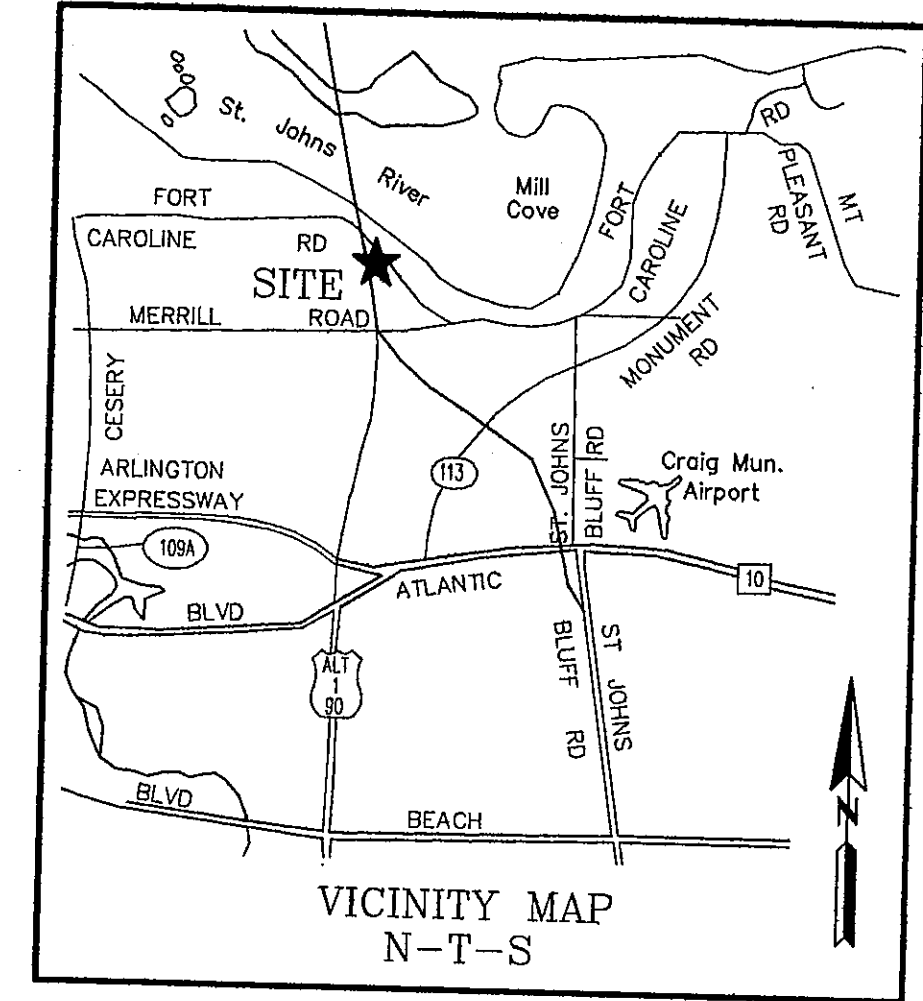 St. Johns River
Mill
Cove
FORT
CAROLINE RD
SITE
MERRILL ROAD
FORT
CAROLINE
RD
MT
PLEASANT
RD
MONUMENT
RD
CESERY
ARLINGTON
EXPRESSWAY
109A
113
ST. JOHNS
BLUFF RD
Craig Mun.
Airport
ATLANTIC
BLVD
10
ALT
1
90
ST JOHNS
BLUFF RD
BLVD
BEACH
N
VICINITY MAP
N-T-S